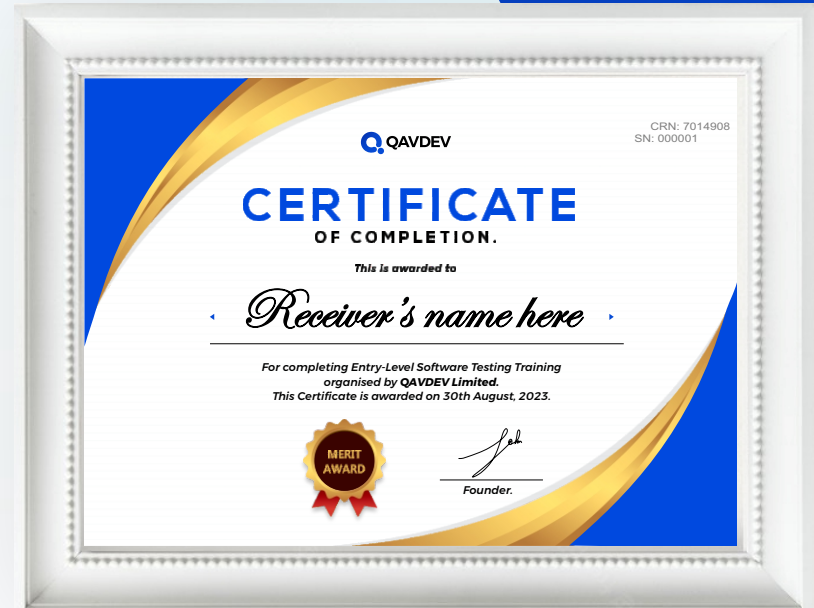 QAVDEV
CRN: 7014908
SN: 000001
CERTIFICATE
OF COMPLETION.
This is awarded to
Receiver's name here
For completing Entry-Level Software Testing Training
organised by QAVDEV Limited.
This Certificate is awarded on 30th August, 2023.
MERIT
AWARD
Founder.